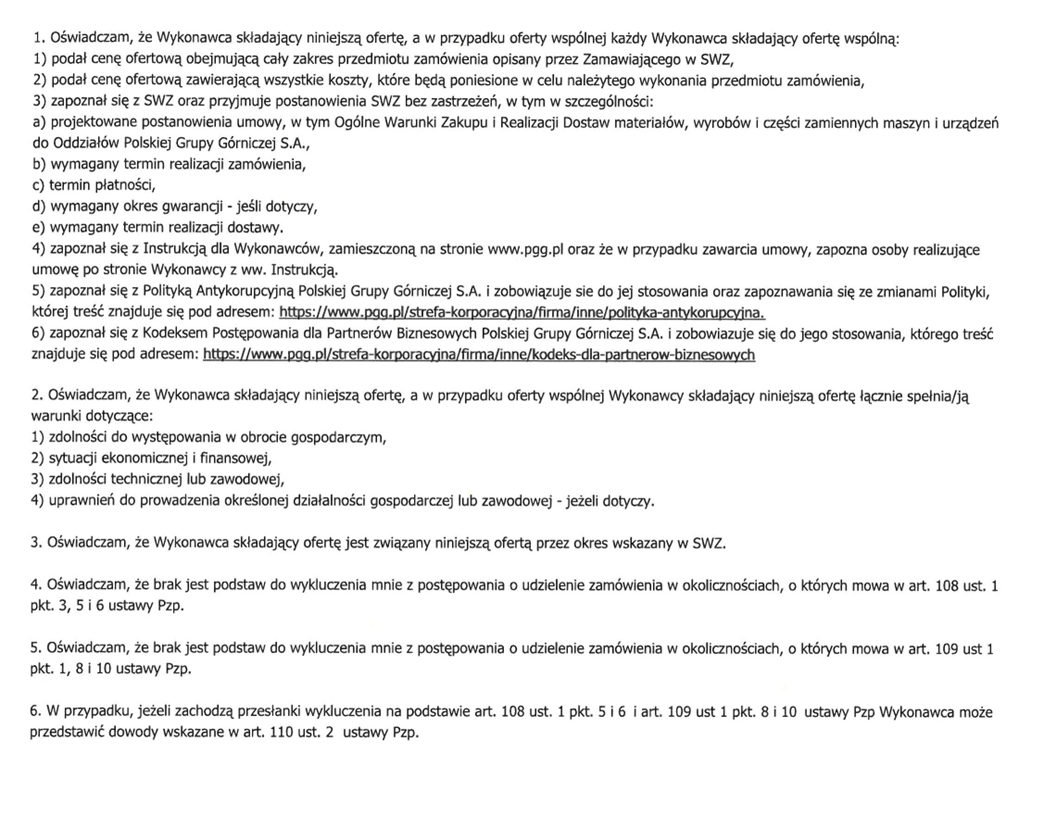 1. Oświadczam, że Wykonawca składający niniejszą ofertę, a w przypadku oferty wspólnej każdy Wykonawca składający ofertę wspólną:
1) podał cenę ofertową obejmującą cały zakres przedmiotu zamówienia opisany przez Zamawiającego w SWZ,
2) podał cenę ofertową zawierającą wszystkie koszty, które będą poniesione w celu należytego wykonania przedmiotu zamówienia,
3) zapoznał się z SWZ oraz przyjmuje postanowienia SWZ bez zastrzeżeń, w tym w szczególności:
a) projektowane postanowienia umowy, w tym Ogólne Warunki Zakupu i Realizacji Dostaw materiałów, wyrobów i części zamiennych maszyn i urządzeń
do Oddziałów Polskiej Grupy Górniczej S.A.,
b) wymagany termin realizacji zamówienia,
c) termin płatności,
d) wymagany okres gwarancji - jeśli dotyczy,
e) wymagany termin realizacji dostawy.
4) zapoznał się z Instrukcją dla Wykonawców, zamieszczoną na stronie www.pgg.pl oraz że w przypadku zawarcia umowy, zapozna osoby realizujące
umowę po stronie Wykonawcy z ww. Instrukcją.
5) zapoznał się z Polityką Antykorupcyjną Polskiej Grupy Górniczej S.A. i zobowiązuje sie do jej stosowania oraz zapoznawania się ze zmianami Polityki,
której treść znajduje się pod adresem: https://www.pgg.pl/strefa-korporacyjna/firma/inne/polityka-antykorupcyjna.
6) zapoznał się z Kodeksem Postępowania dla Partnerów Biznesowych Polskiej Grupy Górniczej S.A. i zobowiazuje się do jego stosowania, którego treść
znajduje się pod adresem: https://www.pgg.pl/strefa-korporacyjna/firma/inne/kodeks-dla-partnerow-biznesowych
2. Oświadczam, że Wykonawca składający niniejszą ofertę, a w przypadku oferty wspólnej Wykonawcy składający niniejszą ofertę łącznie spełnia/ją
warunki dotyczące:
1) zdolności do występowania w obrocie gospodarczym,
2) sytuacji ekonomicznej i finansowej,
3) zdolności technicznej lub zawodowej,
4) uprawnień do prowadzenia określonej działalności gospodarczej lub zawodowej - jeżeli dotyczy.
3. Oświadczam, że Wykonawca składający ofertę jest związany niniejszą ofertą przez okres wskazany w SWZ.
4. Oświadczam, że brak jest podstaw do wykluczenia mnie z postępowania o udzielenie zamówienia w okolicznościach, o których mowa w art. 108 ust. 1
pkt. 3, 5 i 6 ustawy Pzp.
5. Oświadczam, że brak jest podstaw do wykluczenia mnie z postępowania o udzielenie zamówienia w okolicznościach, o których mowa w art. 109 ust 1
pkt. 1, 8 i 10 ustawy Pzp.
6. W przypadku, jeżeli zachodzą przesłanki wykluczenia na podstawie art. 108 ust. 1 pkt. 5 i 6 i art. 109 ust 1 pkt. 8 i 10 ustawy Pzp Wykonawca może
przedstawić dowody wskazane w art. 110 ust. 2 ustawy Pzp.